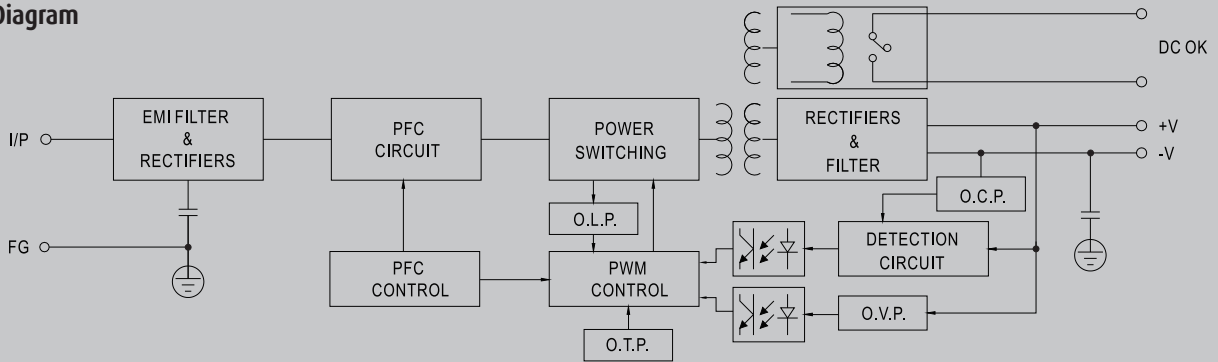 Diagram
DC OK
I/P
EMI FILTER
&
RECTIFIERS
PFC
CIRCUIT
POWER
SWITCHING
RECTIFIERS
&
FILTER
+V
-V
O.L.P.
O.C.P.
FG
PFC
CONTROL
PWM
CONTROL
DETECTION
CIRCUIT
O.V.P.
O.T.P.